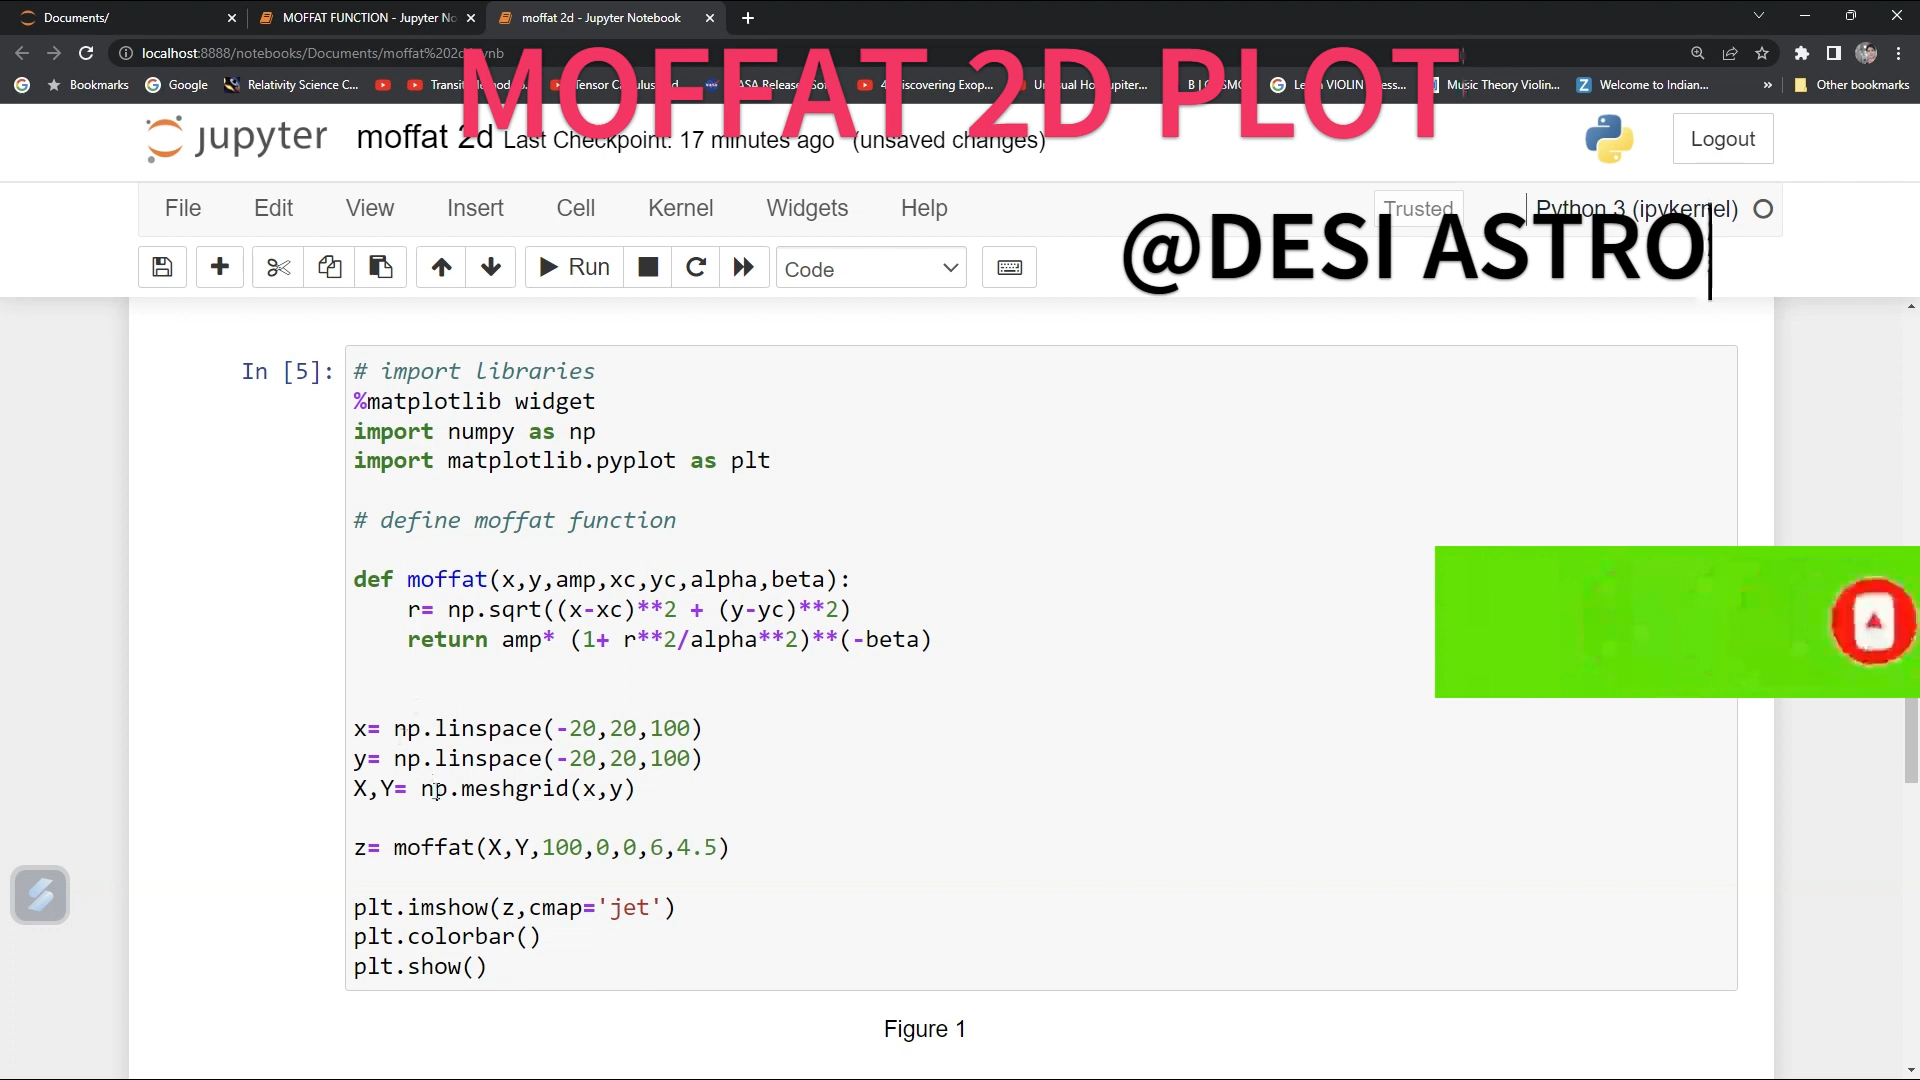 Documents/
MOFFAT FUNCTION - Jupyter No
moffat 2d - Jupyter Notebook
localhost:8888/notebooks/Documents/moffat%202d
nb
MOFFAT 2D PLOT
Bookmarks
Google
Relativity Science C...
Transit
Tensor Calculus
Music Theory Violin...
Welcome to Indian...
»
Other bookmarks
jupyter
moffat 2d
Last Checkpoint: 17 minutes ago
(unsaved changes)
Logout
File
Edit
View
Insert
Cell
Kernel
Widgets
Help
Trusted
Python 3 (ipykernel)
@DESI ASTRO
Run
Code
In [5]:
# import libraries
%matplotlib widget
import numpy as np
import matplotlib.pyplot as plt
# define moffat function
def moffat(x,y,amp,xc,yc,alpha,beta):
r= np.sqrt((x-xc)**2 + (y-yc)**2)
return amp* (1+ r**2/alpha**2)**(-beta)
x= np.linspace(-20,20,100)
y= np.linspace(-20,20,100)
X,Y= np.meshgrid(x,y)
z= moffat(X,Y,100,0,0,6,4.5)
plt.imshow(z,cmap='jet')
plt.colorbar()
plt.show()
Figure 1